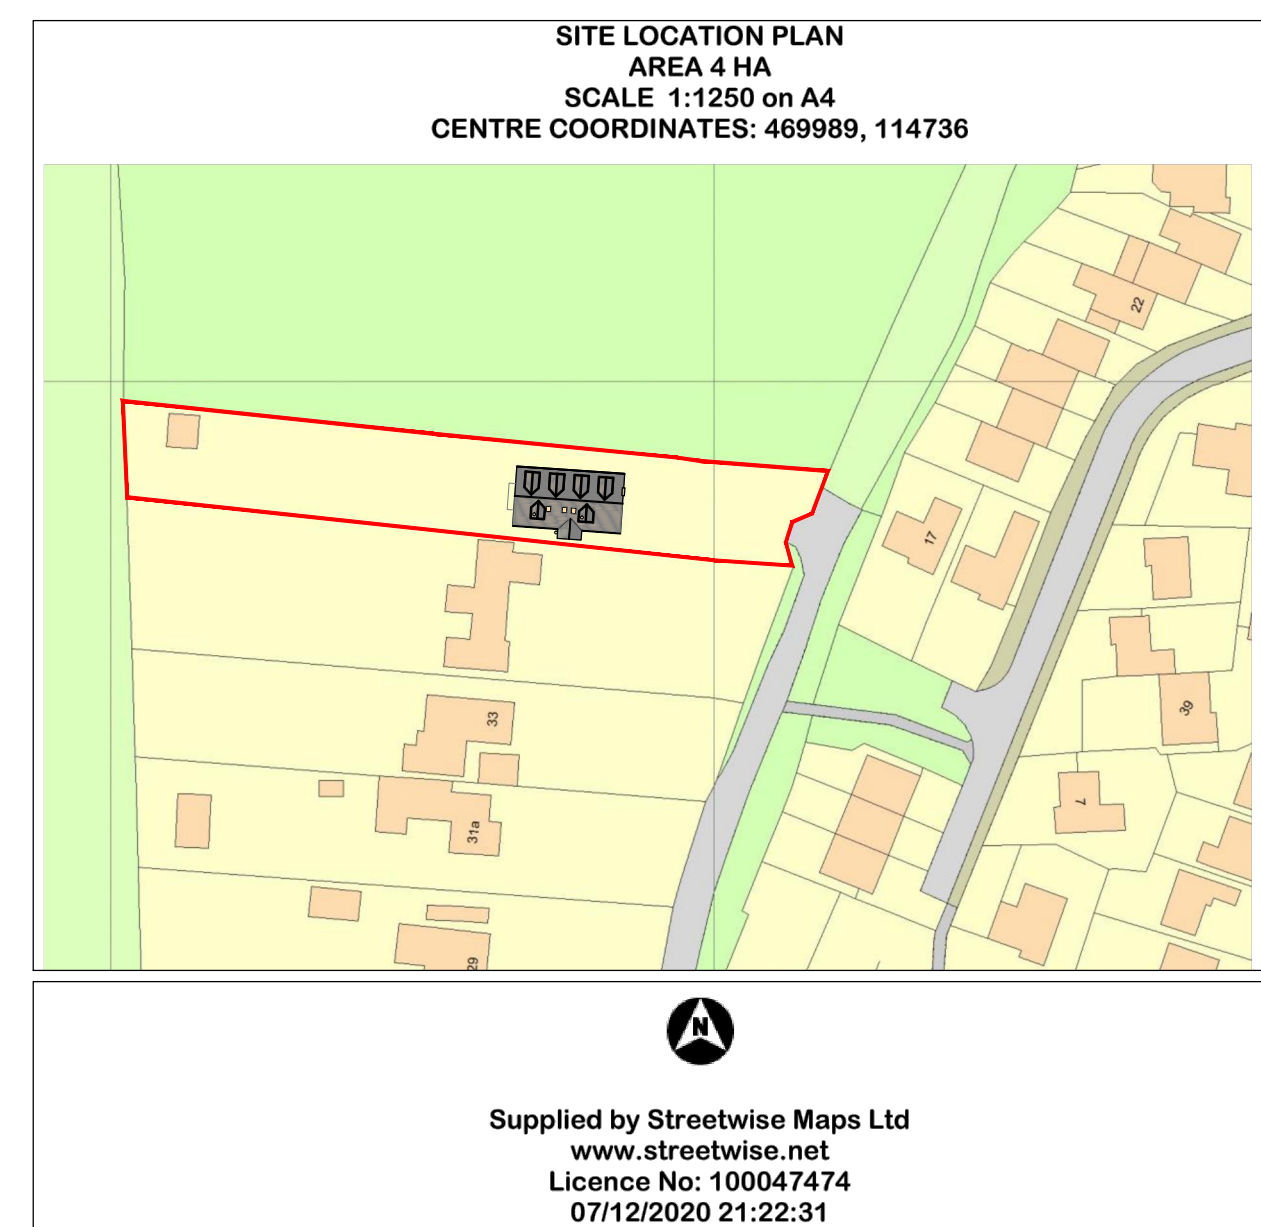 SITE LOCATION PLAN
AREA 4 HA
SCALE 1:1250 on A4
CENTRE COORDINATES: 469989, 114736
22
17
33
39
7
31a
29
N
Supplied by Streetwise Maps Ltd
www.streetwise.net
Licence No: 100047474
07/12/2020 21:22:31